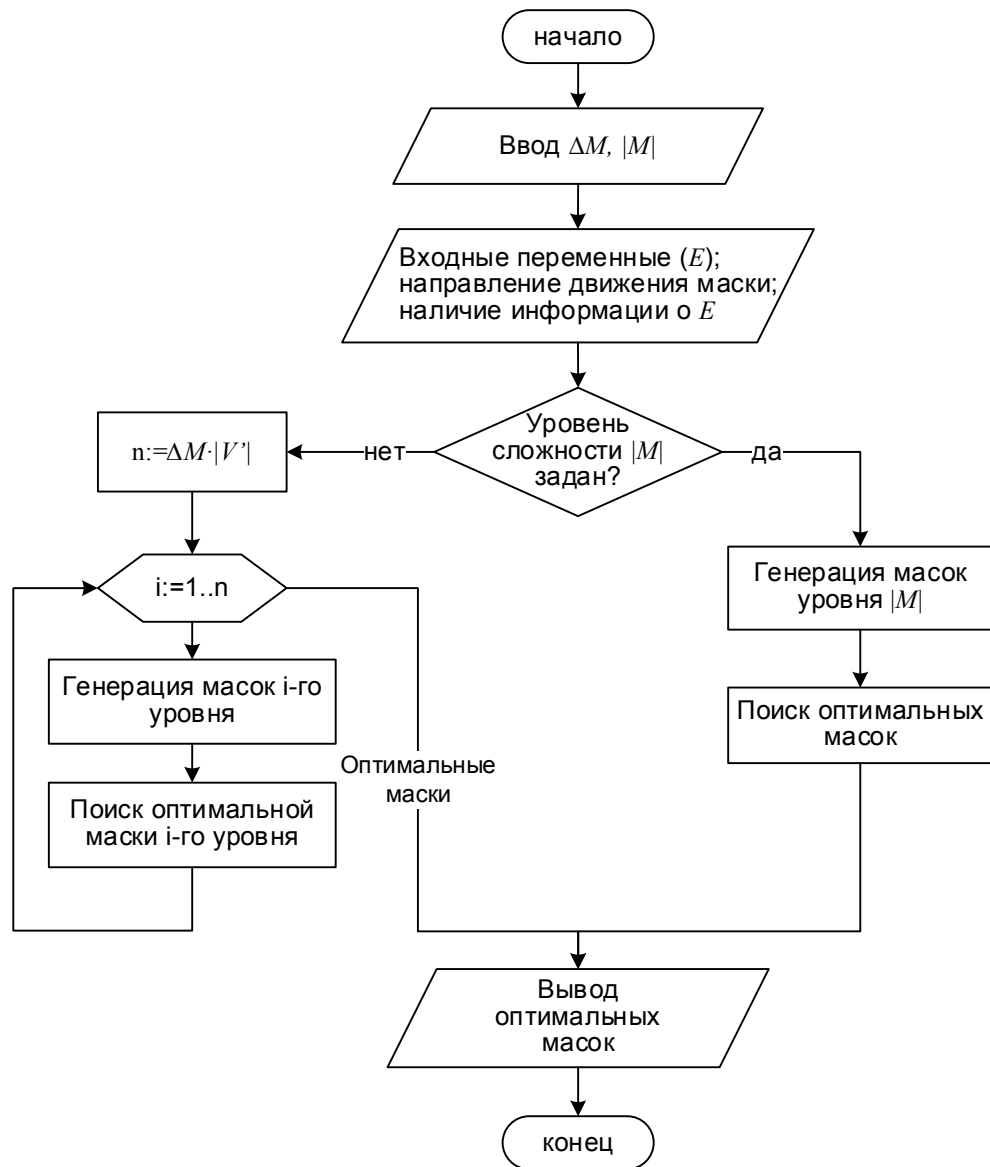 начало
Ввод ΔM, |M|
Входные переменные (E);
направление движения маски;
наличие информации о E
Уровень
сложности |M|
задан?
нет
да
n:=ΔM·|V’|
i:=1..n
Генерация масок i-го
уровня
Поиск оптимальной
маски i-го уровня
Оптимальные
маски
Генерация масок
уровня |M|
Поиск оптимальных
масок
Вывод
оптимальных
масок
конец